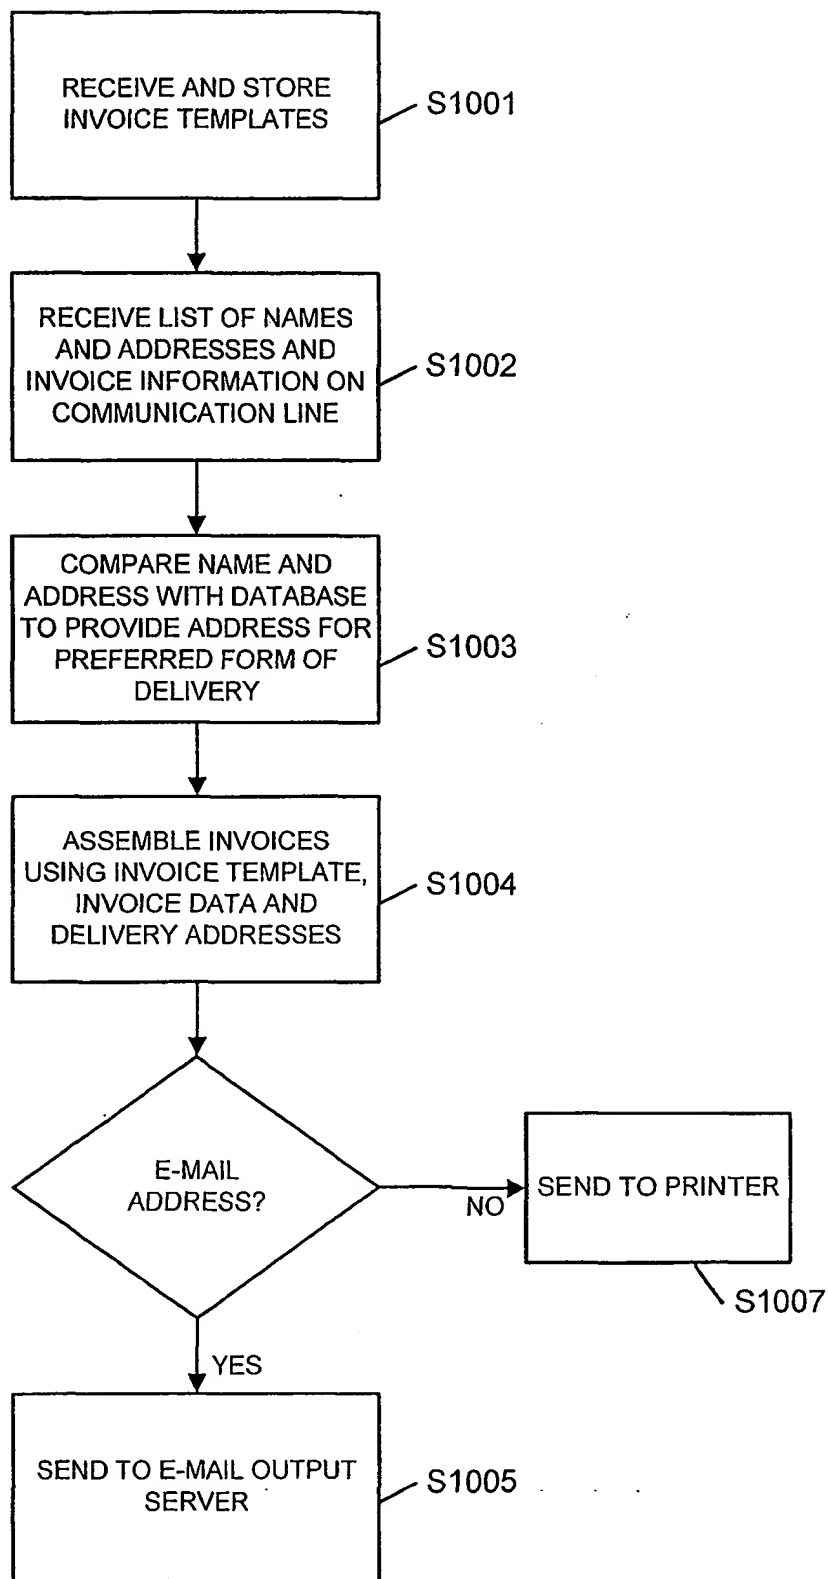 RECEIVE AND STORE
INVOICE TEMPLATES
S1001
RECEIVE LIST OF NAMES
AND ADDRESSES AND
INVOICE INFORMATION ON
COMMUNICATION LINE
S1002
COMPARE NAME AND
ADDRESS WITH DATABASE
TO PROVIDE ADDRESS FOR
PREFERRED FORM OF
DELIVERY
S1003
ASSEMBLE INVOICES
USING INVOICE TEMPLATE,
INVOICE DATA AND
DELIVERY ADDRESSES
S1004
E-MAIL
ADDRESS?
NO
SEND TO PRINTER
S1007
YES
SEND TO E-MAIL OUTPUT
SERVER
S1005